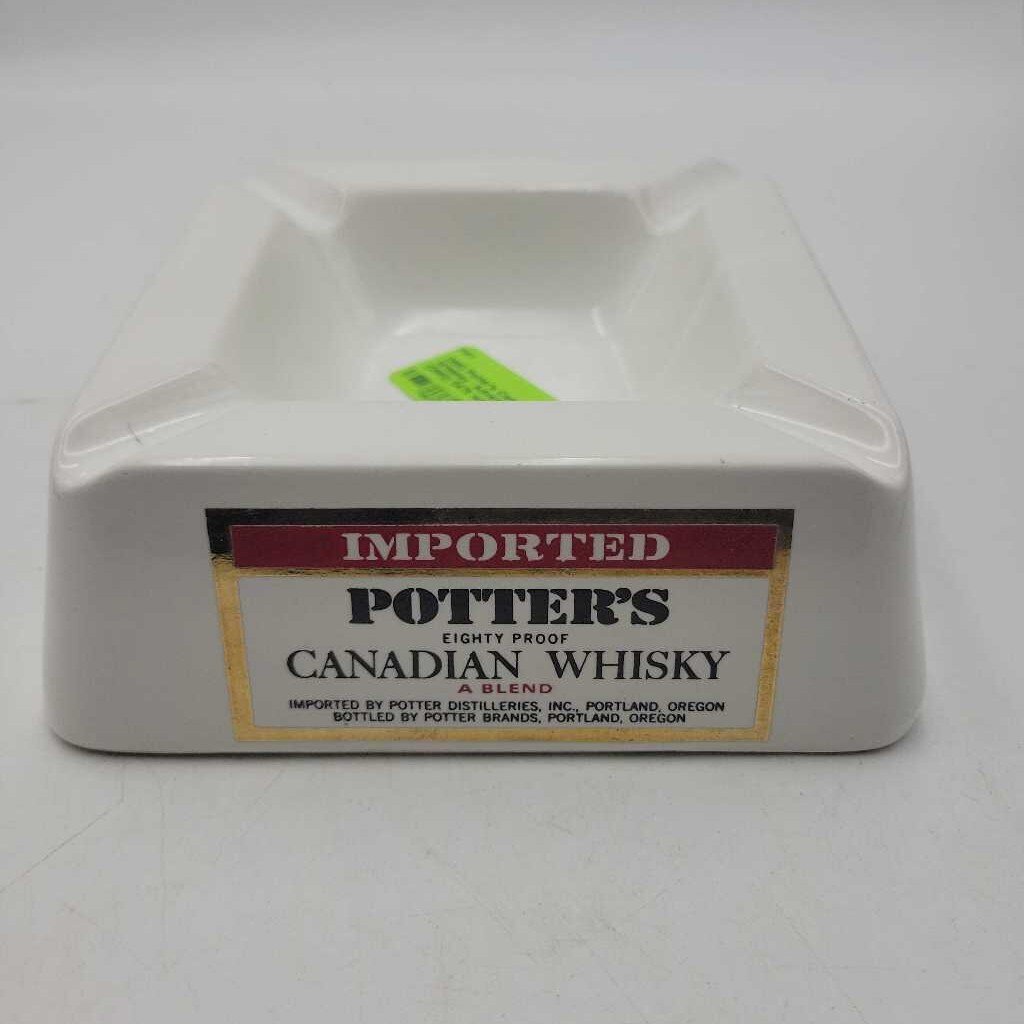 IMPORTED
POTTER'S
EIGHTY PROOF
CANADIAN WHISKY
A BLEND
IMPORTED BY POTTER DISTILLERIES, INC., PORTLAND, OREGON
BOTTLED BY POTTER BRANDS, PORTLAND, OREGON